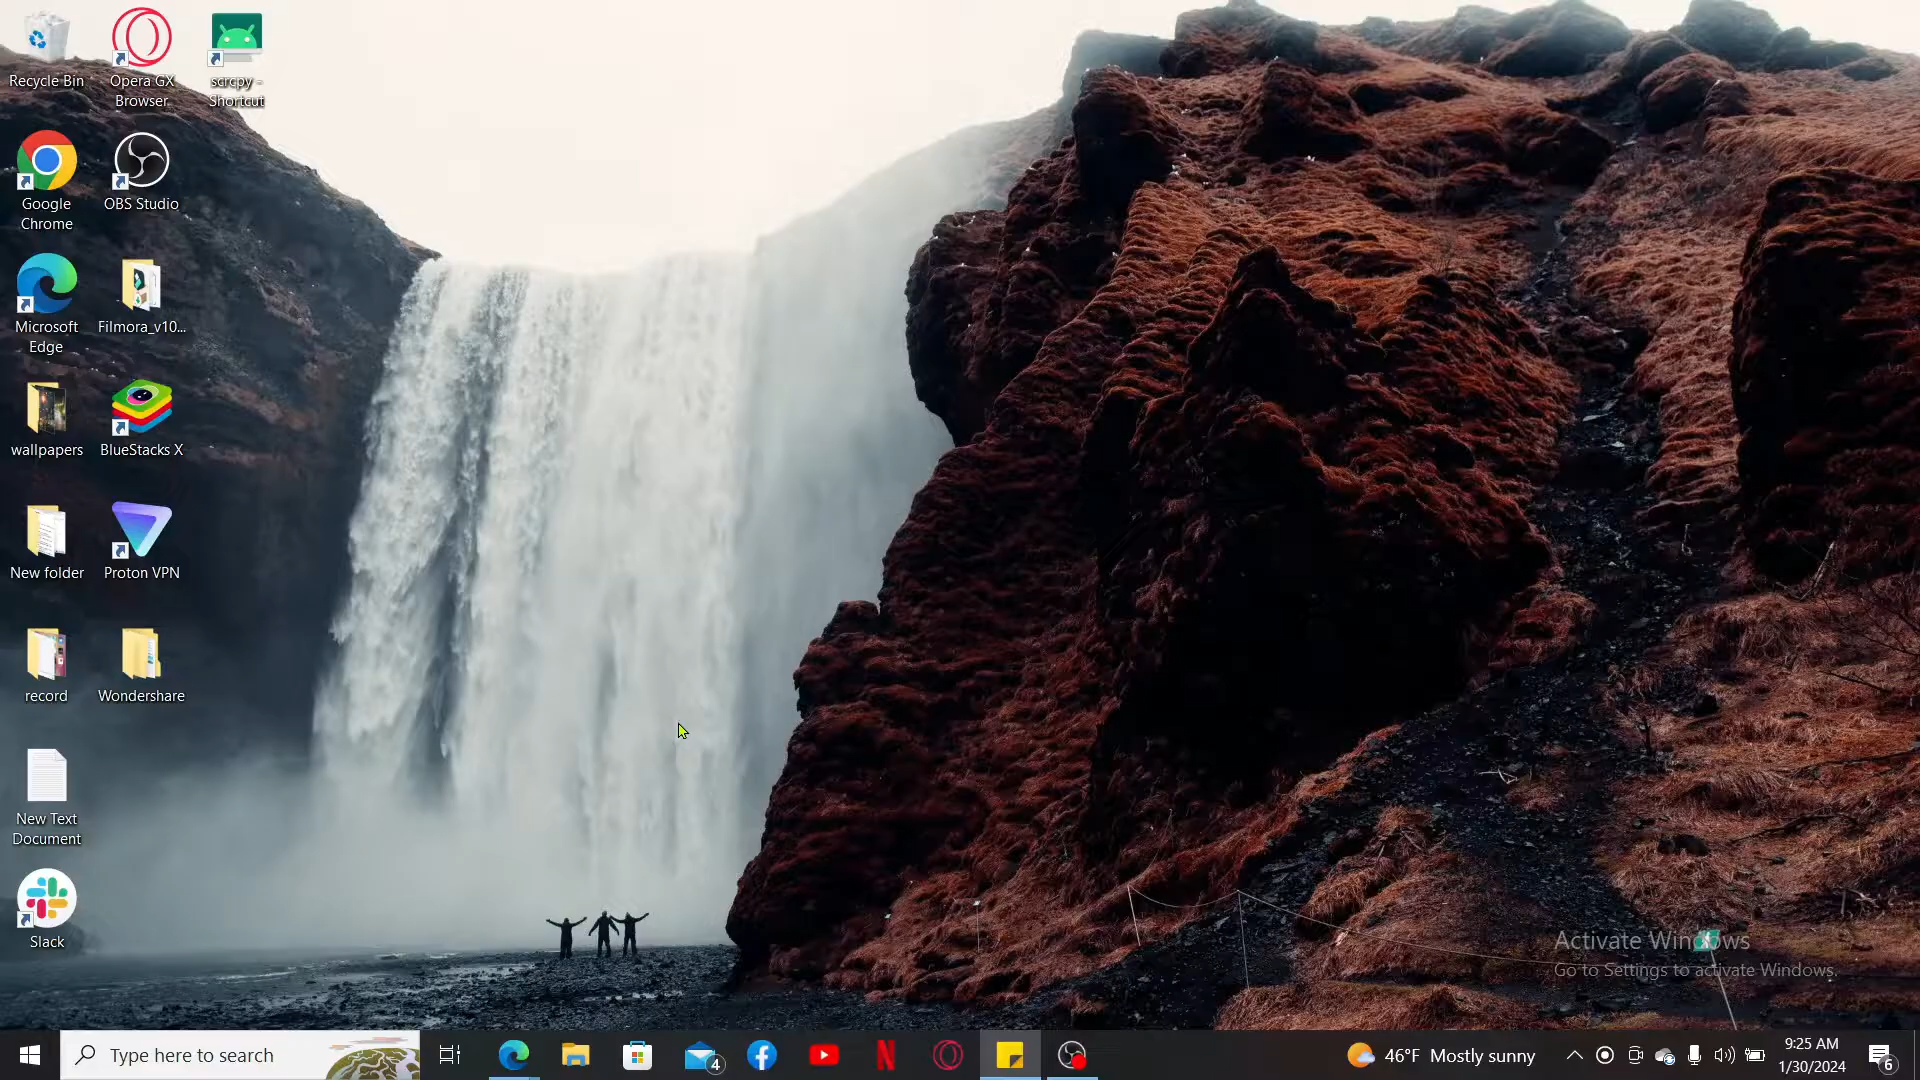 Recycle Bin
Opera GX
Browser
scrcpy -
Shortcut
Google
Chrome
OBS Studio
Microsoft
Edge
Filmora_v10...
wallpapers
BlueStacks X
New folder
Proton VPN
record
Wondershare
New Text
Document
Slack
Activate Windows
Go to Settings to activate Windows.
Type here to search
4
46°F Mostly sunny
9:25 AM
1/30/2024
6